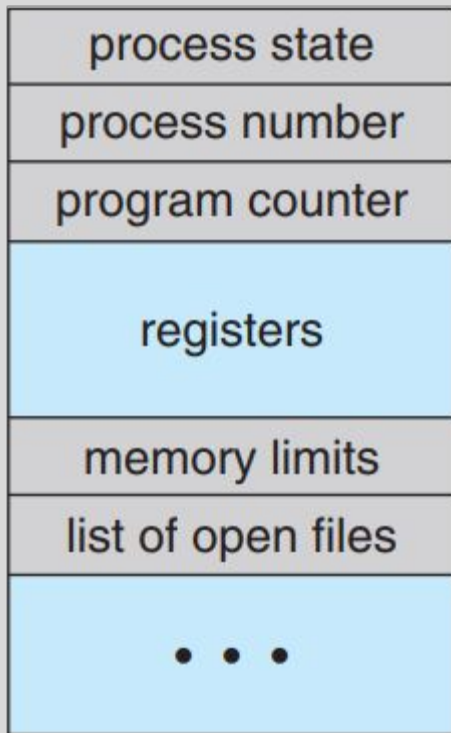 process state
process number
program counter
registers
memory limits
list of open files
• • •